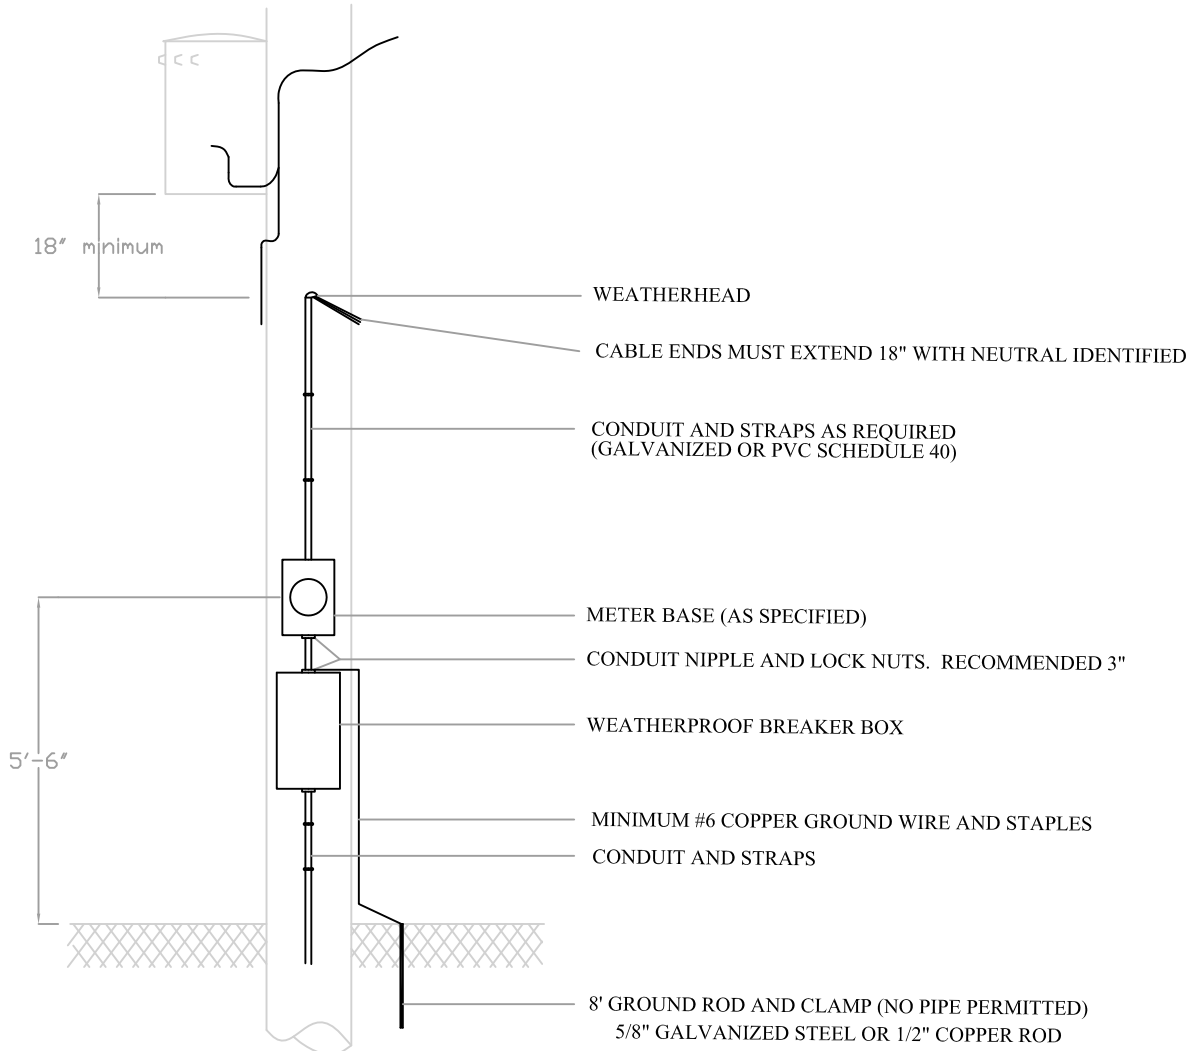 18" minimum
WEATHERHEAD
CABLE ENDS MUST EXTEND 18" WITH NEUTRAL IDENTIFIED
CONDUIT AND STRAPS AS REQUIRED
(GALVANIZED OR PVC SCHEDULE 40)
METER BASE (AS SPECIFIED)
CONDUIT NIPPLE AND LOCK NUTS. RECOMMENDED 3"
WEATHERPROOF BREAKER BOX
5'-6"
MINIMUM #6 COPPER GROUND WIRE AND STAPLES
CONDUIT AND STRAPS
8' GROUND ROD AND CLAMP (NO PIPE PERMITTED)
5/8" GALVANIZED STEEL OR 1/2" COPPER ROD